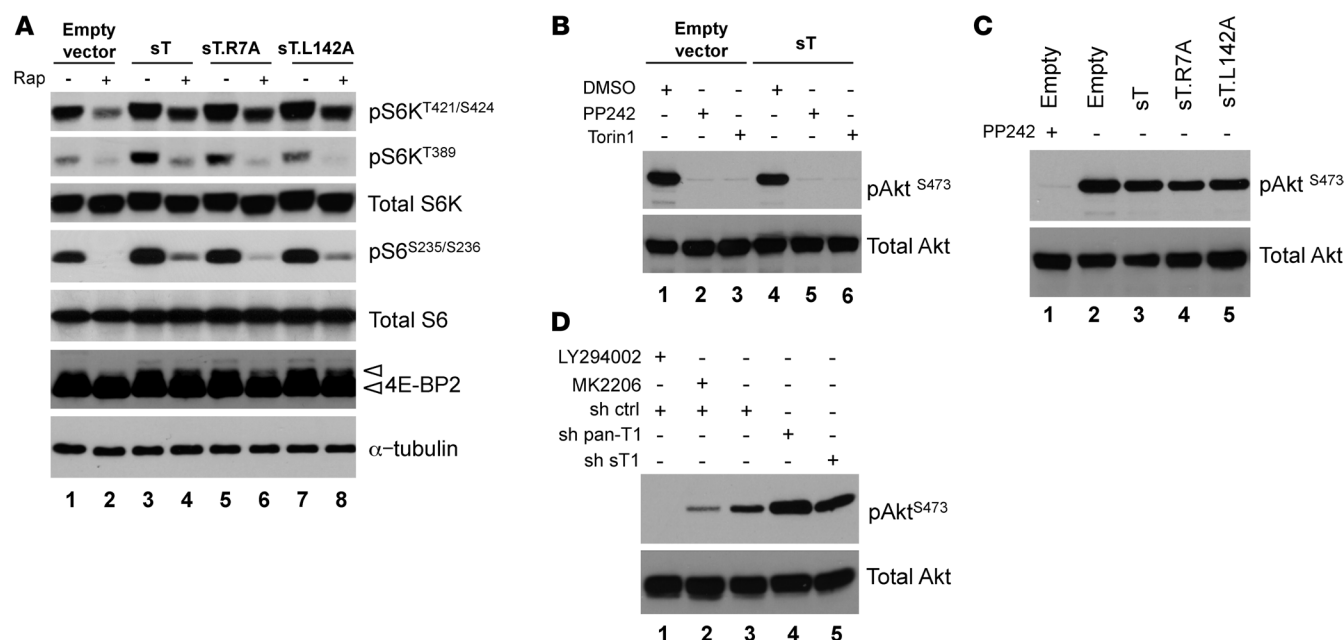 A
Empty vector sT sT.R7A sT.L142A
Rap - + - + - + - +
pS6K T421/S424
pS6K T389
Total S6K
pS6 S235/S236
Total S6
◁
◁ 4E-BP2
α-tubulin
1 2 3 4 5 6 7 8
B
Empty vector sT
DMSO + - - + - -
PP242 - + - - + -
Torin1 - - + - - +
pAkt S473
Total Akt
1 2 3 4 5 6
C
Empty Empty sT sT.R7A sT.L142A
PP242 + - - - -
pAkt S473
Total Akt
1 2 3 4 5
D
LY294002 + - - - -
MK2206 - + - - -
sh ctrl + + + - -
sh pan-T1 - - - + -
sh sT1 - - - - +
pAkt S473
Total Akt
1 2 3 4 5